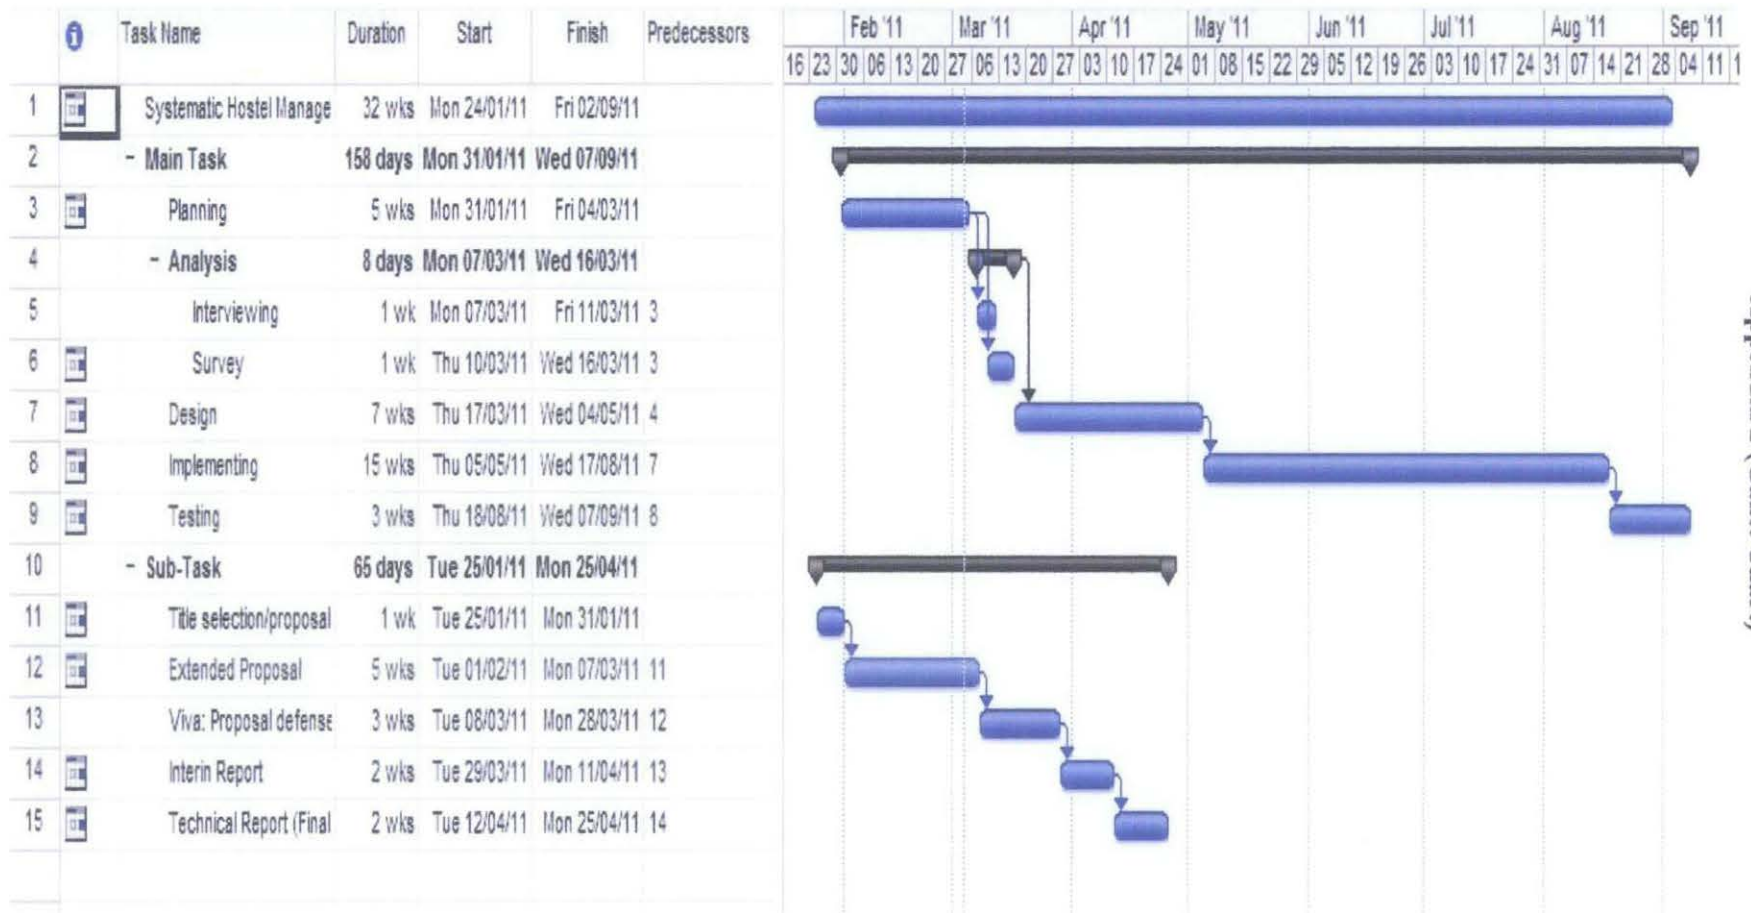 Task Name Duration Start Finish Predecessors Feb '11 Mar '11 Apr '11 May '11 Jun '11 Jul '11 Aug '11 Sep '11
16 23 30 06 13 20 27 06 13 20 27 03 10 17 24 01 08 15 22 29 05 12 19 26 03 10 17 24 31 07 14 21 28 04 11 1
1 Systematic Hostel Manage 32 wks Mon 24/01/11 Fri 02/09/11
2 - Main Task 158 days Mon 31/01/11 Wed 07/09/11
3 Planning 5 wks Mon 31/01/11 Fri 04/03/11
4 - Analysis 8 days Mon 07/03/11 Wed 16/03/11
5 Interviewing 1 wk Mon 07/03/11 Fri 11/03/11 3
6 Survey 1 wk Thu 10/03/11 Wed 16/03/11 3
7 Design 7 wks Thu 17/03/11 Wed 04/05/11 4
8 Implementing 15 wks Thu 05/05/11 Wed 17/08/11 7
9 Testing 3 wks Thu 18/08/11 Wed 07/09/11 8
10 - Sub-Task 65 days Tue 25/01/11 Mon 25/04/11
11 Title selection/proposal 1 wk Tue 25/01/11 Mon 31/01/11
12 Extended Proposal 5 wks Tue 01/02/11 Mon 07/03/11 11
13 Viva: Proposal defense 3 wks Tue 08/03/11 Mon 28/03/11 12
14 Interin Report 2 wks Tue 29/03/11 Mon 11/04/11 13
15 Technical Report (Final 2 wks Tue 12/04/11 Mon 25/04/11 14